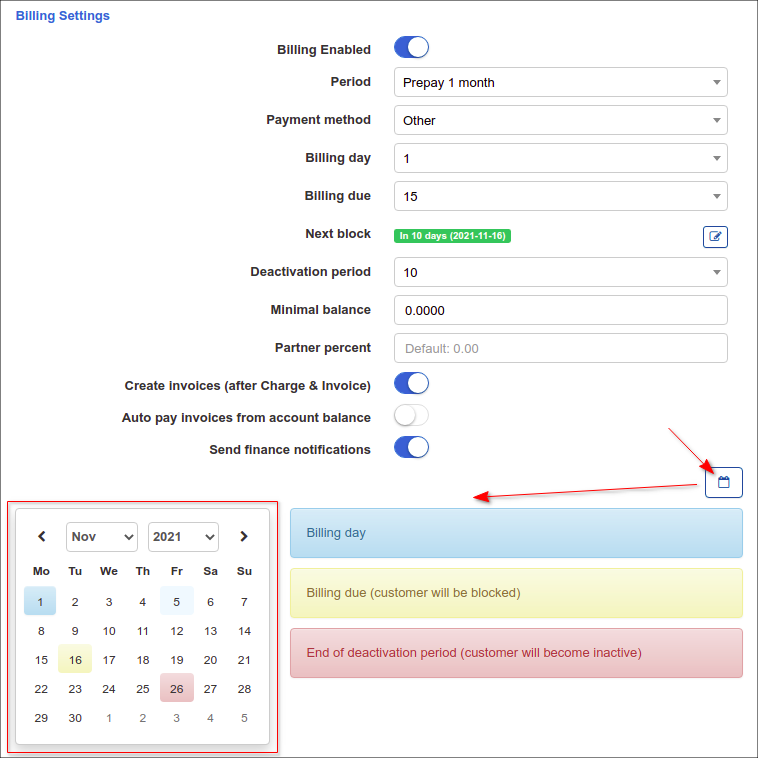 Billing Settings
Billing Enabled
Period Prepay 1 month
Payment method Other
Billing day 1
Billing due 15
Next block In 10 days (2021-11-16)
Deactivation period 10
Minimal balance 0.0000
Partner percent Default: 0.00
Create invoices (after Charge & Invoice)
Auto pay invoices from account balance
Send finance notifications
Nov 2021
Mo Tu We Th Fr Sa Su
1 2 3 4 5 6 7
8 9 10 11 12 13 14
15 16 17 18 19 20 21
22 23 24 25 26 27 28
29 30 1 2 3 4 5
Billing day
Billing due (customer will be blocked)
End of deactivation period (customer will become inactive)